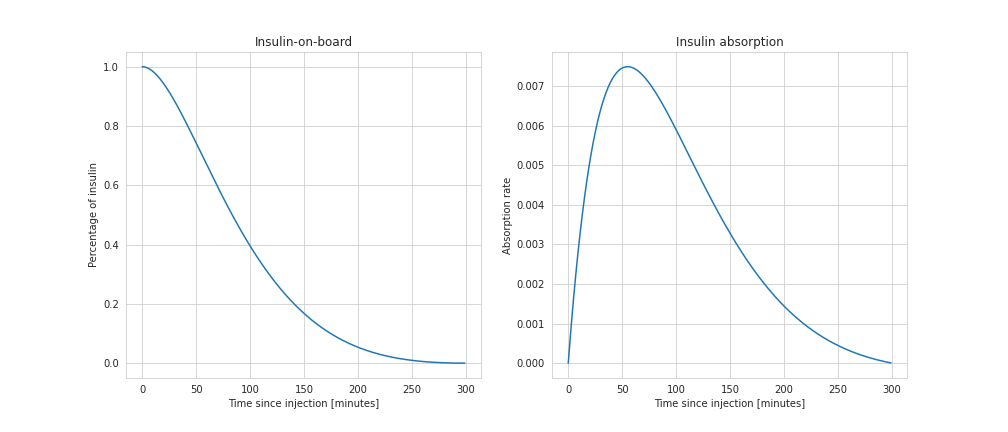 Insulin-on-board
Percentage of insulin
1.0
0.8
0.6
0.4
0.2
0.0
0 50 100 150 200 250 300
Time since injection [minutes]
Insulin absorption
Absorption rate
0.007
0.006
0.005
0.004
0.003
0.002
0.001
0.000
0 50 100 150 200 250 300
Time since injection [minutes]